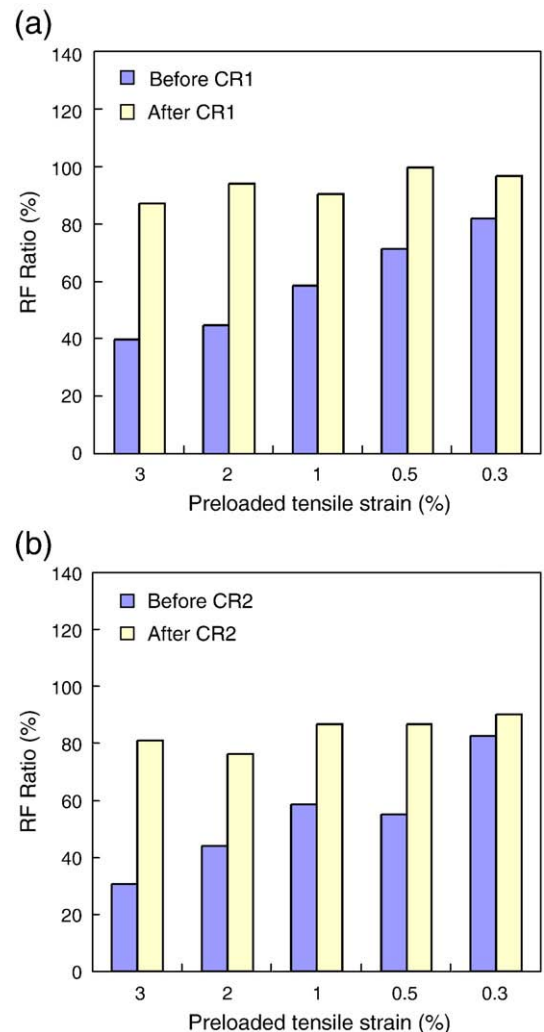 (a)
140
120
100
80
60
40
20
0
RF Ratio (%)
Before CR1
After CR1
3 2 1 0.5 0.3
Preloaded tensile strain (%)
(b)
140
120
100
80
60
40
20
0
RF Ratio (%)
Before CR2
After CR2
3 2 1 0.5 0.3
Preloaded tensile strain (%)